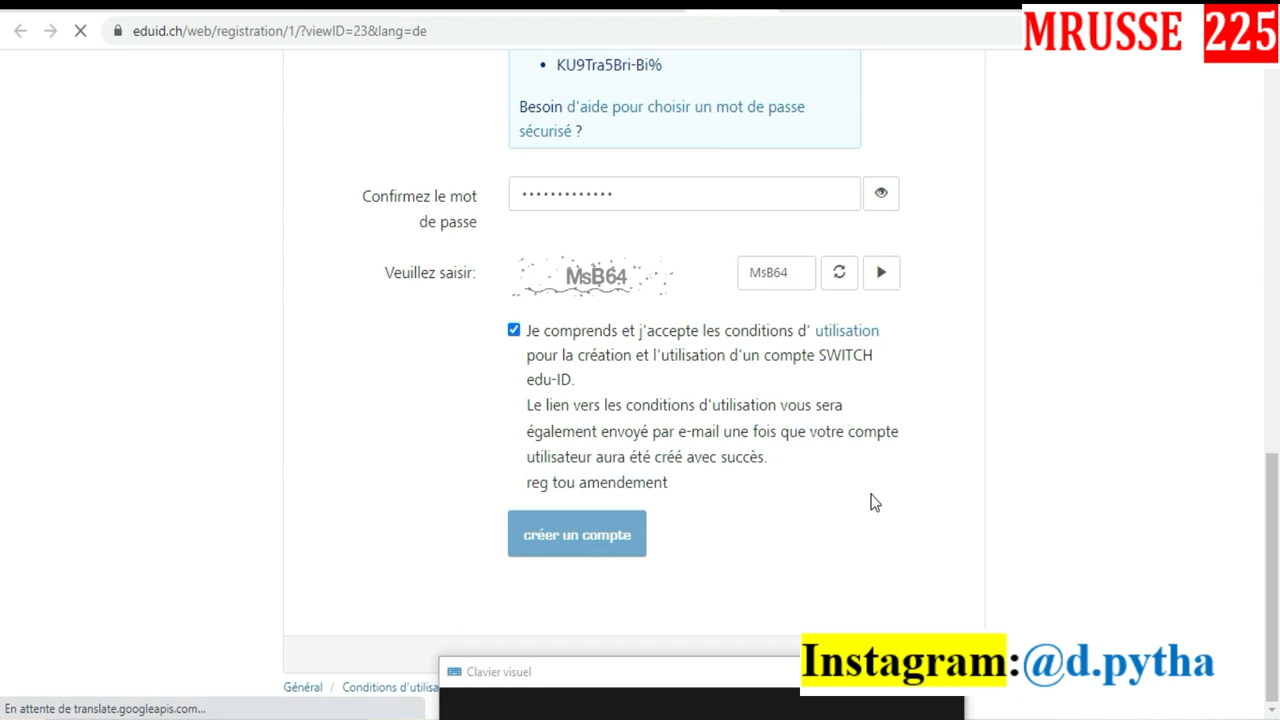 eduid.ch/web/registration/1/?viewID=23&lang=de
MRUSSE 225
• KU9Tra5Bri-Bi%
Besoin d'aide pour choisir un mot de passe
sécurisé ?
Confirmez le mot
de passe
•••••••••••••
Veuillez saisir:
MsB64
MsB64
Je comprends et j'accepte les conditions d' utilisation
pour la création et l'utilisation d'un compte SWITCH
edu-ID.
Le lien vers les conditions d'utilisation vous sera
également envoyé par e-mail une fois que votre compte
utilisateur aura été créé avec succès.
reg tou amendement
créer un compte
Instagram:@d.pytha
Clavier visuel
Général / Conditions d'utilisa
En attente de translate.googleapis.com...